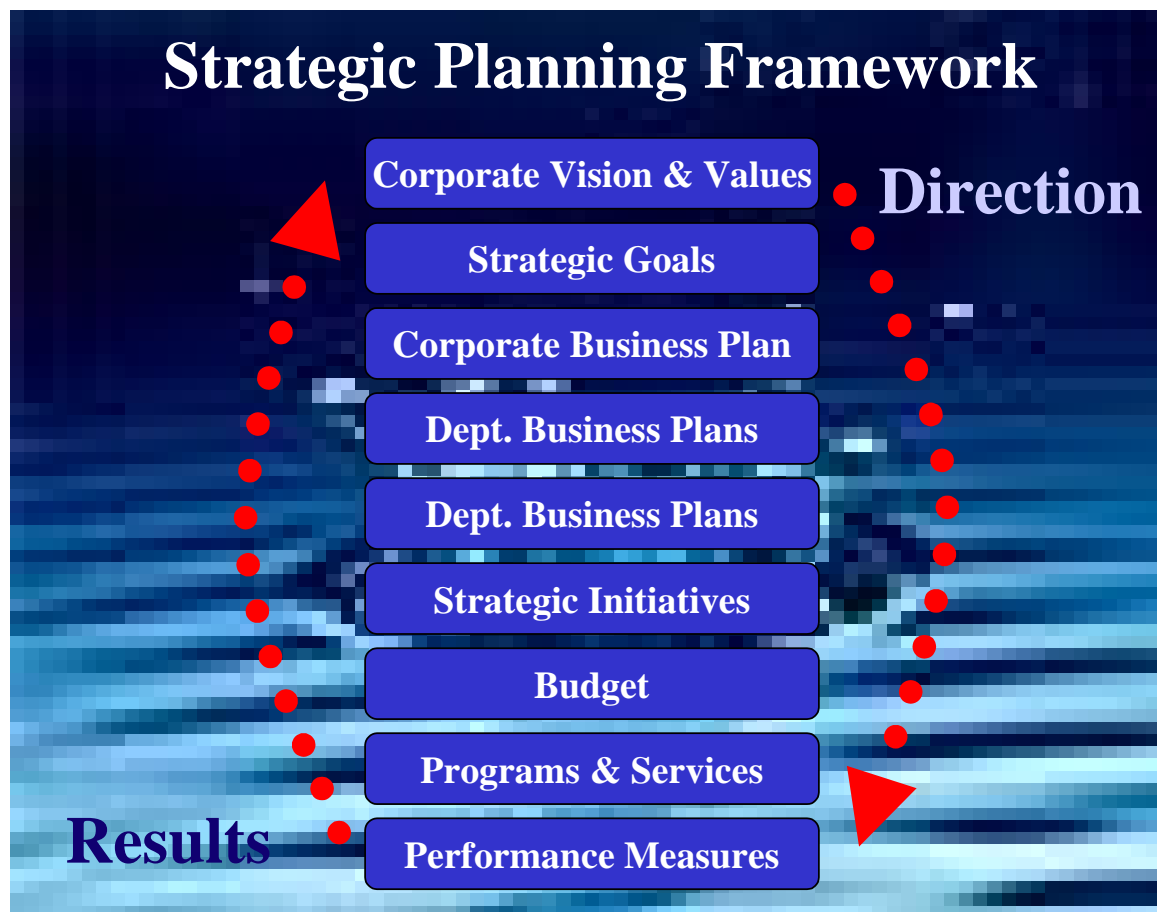 Strategic Planning Framework
Corporate Vision & Values
Direction
Strategic Goals
Corporate Business Plan
Dept. Business Plans
Dept. Business Plans
Strategic Initiatives
Budget
Programs & Services
Results
Performance Measures